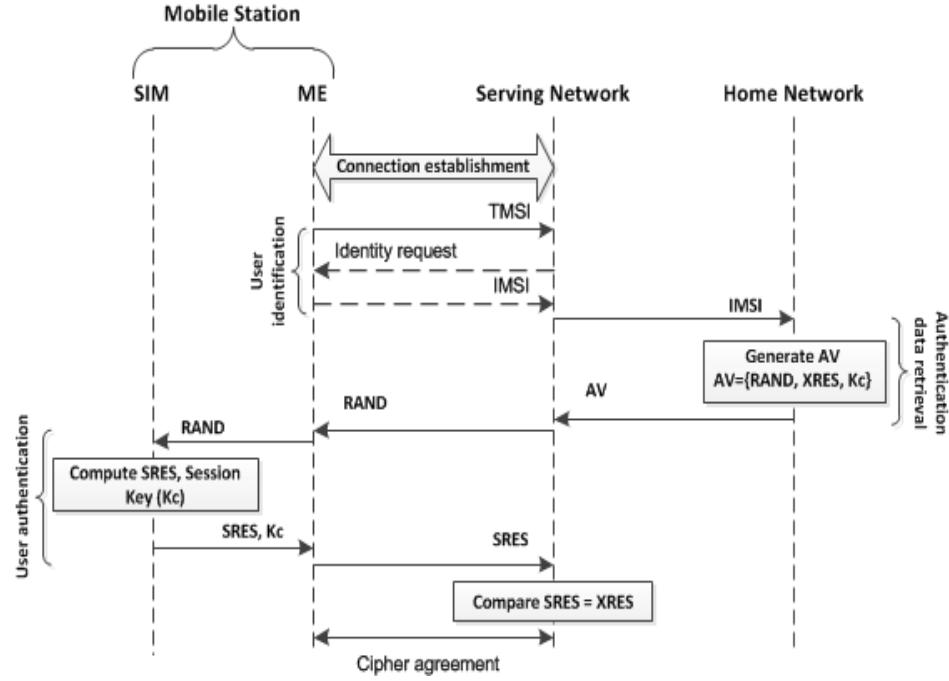 Mobile Station
SIM
ME
Serving Network
Home Network
Connection establishment
TMSI
User
identification
Identity request
IMSI
IMSI
Authentication
data retrieval
Generate AV
AV={RAND, XRES, Kc}
AV
RAND
RAND
User authentication
Compute SRES, Session
Key (Kc)
SRES, Kc
SRES
Compare SRES = XRES
Cipher agreement